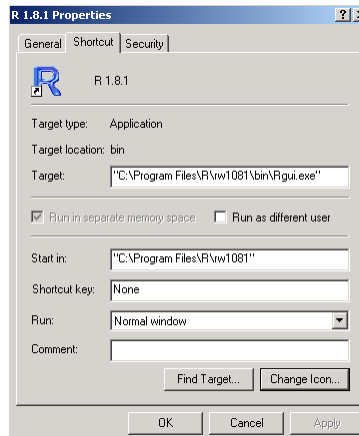 R 1.8.1 Properties
General Shortcut Security
R 1.8.1
Target type: Application
Target location: bin
Target: "C:\Program Files\R\rw1081\bin\Rgui.exe"
Run in separate memory space Run as different user
Start in: "C:\Program Files\R\rw1081"
Shortcut key: None
Run: Normal window
Comment:
Find Target... Change Icon...
OK Cancel Apply